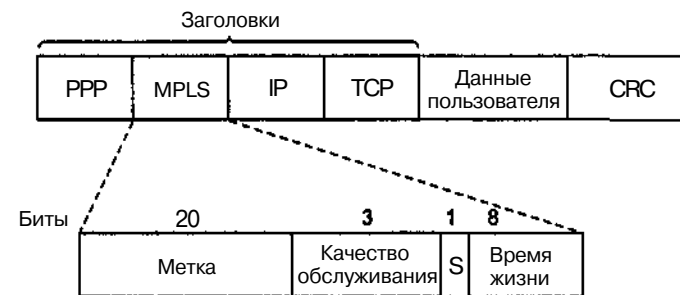 Заголовки
PPP MPLS IP TCP Данные пользователя CRC
Биты 20 3 1 8
Метка Качество обслуживания S Время жизни